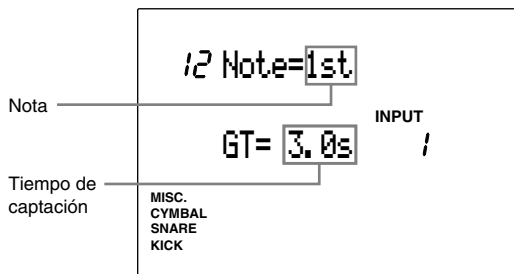 12 Note=1st
Nota
INPUT
GT= 3.0s 1
Tiempo de
captación
MISC.
CYMBAL
SNARE
KICK